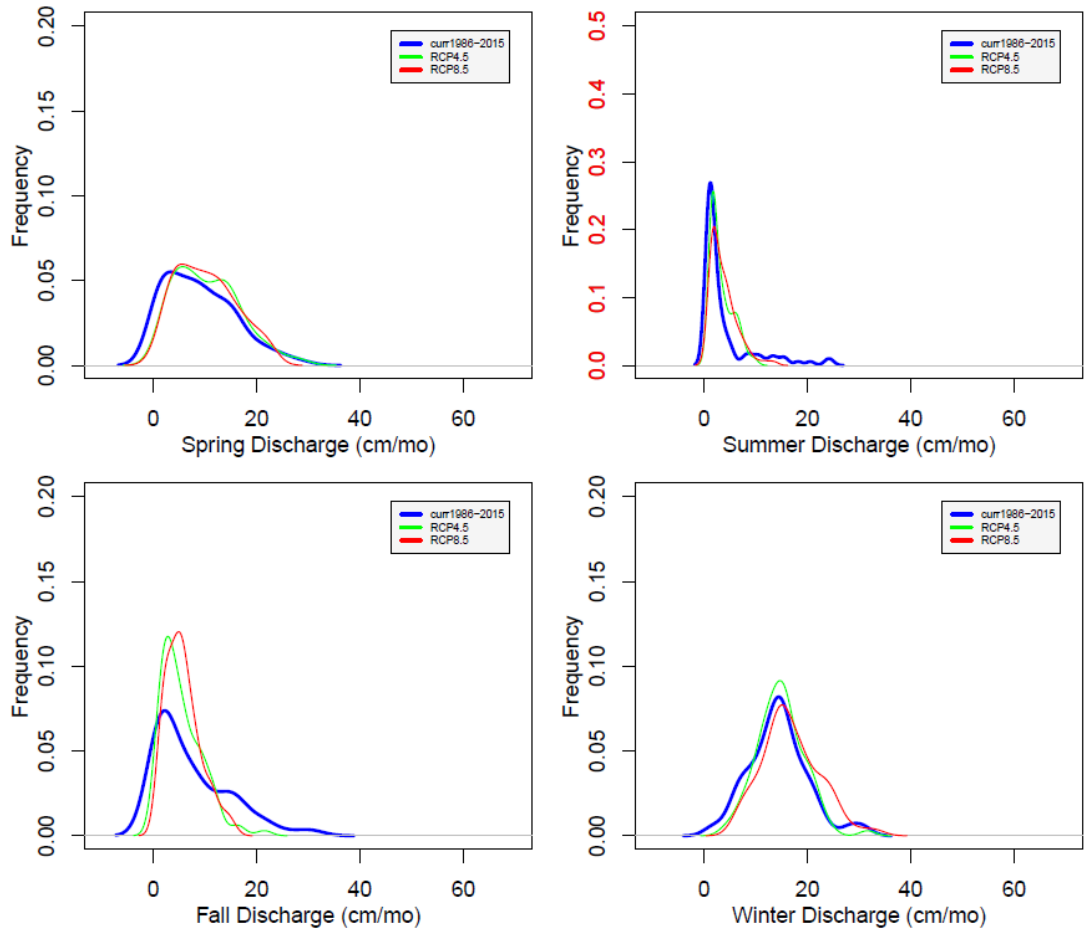 0.20
0.15
0.10
0.05
0.00
Frequency
curr1986-2015
RCP4.5
RCP8.5
0 20 40 60
Spring Discharge (cm/mo)
0.5
0.4
0.3
0.2
0.1
0.0
Frequency
curr1986-2015
RCP4.5
RCP8.5
0 20 40 60
Summer Discharge (cm/mo)
0.20
0.15
0.10
0.05
0.00
Frequency
curr1986-2015
RCP4.5
RCP8.5
0 20 40 60
Fall Discharge (cm/mo)
0.20
0.15
0.10
0.05
0.00
Frequency
curr1986-2015
RCP4.5
RCP8.5
0 20 40 60
Winter Discharge (cm/mo)